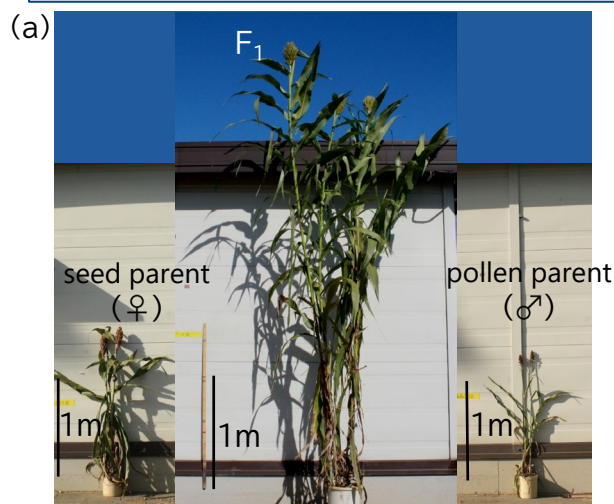 (a)
F₁
seed parent
(♀)
pollen parent
(♂)
1m
1m
1m